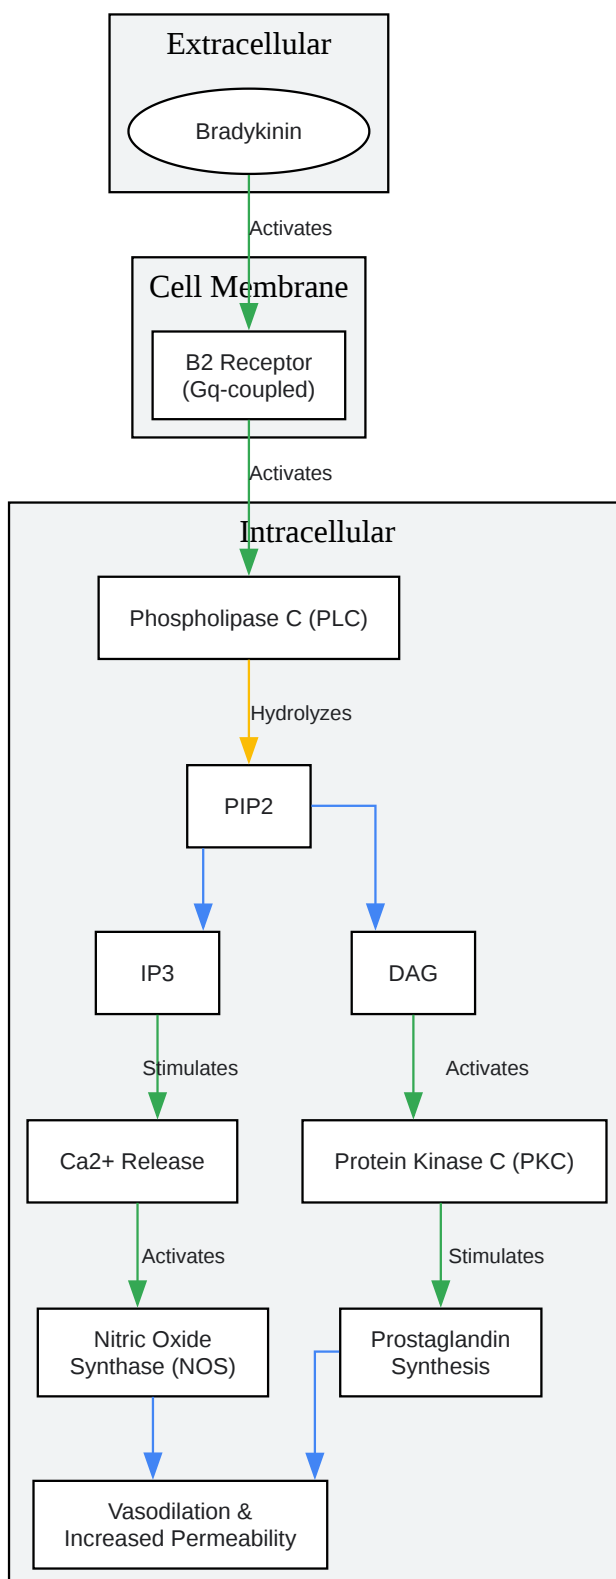 Extracellular
Bradykinin
Activates
Cell Membrane
B2 Receptor
(Gq-coupled)
Activates
Intracellular
Phospholipase C (PLC)
Hydrolyzes
PIP2
IP3
DAG
Stimulates
Activates
Ca2+ Release
Protein Kinase C (PKC)
Activates
Stimulates
Nitric Oxide
Synthase (NOS)
Prostaglandin
Synthesis
Vasodilation &
Increased Permeability